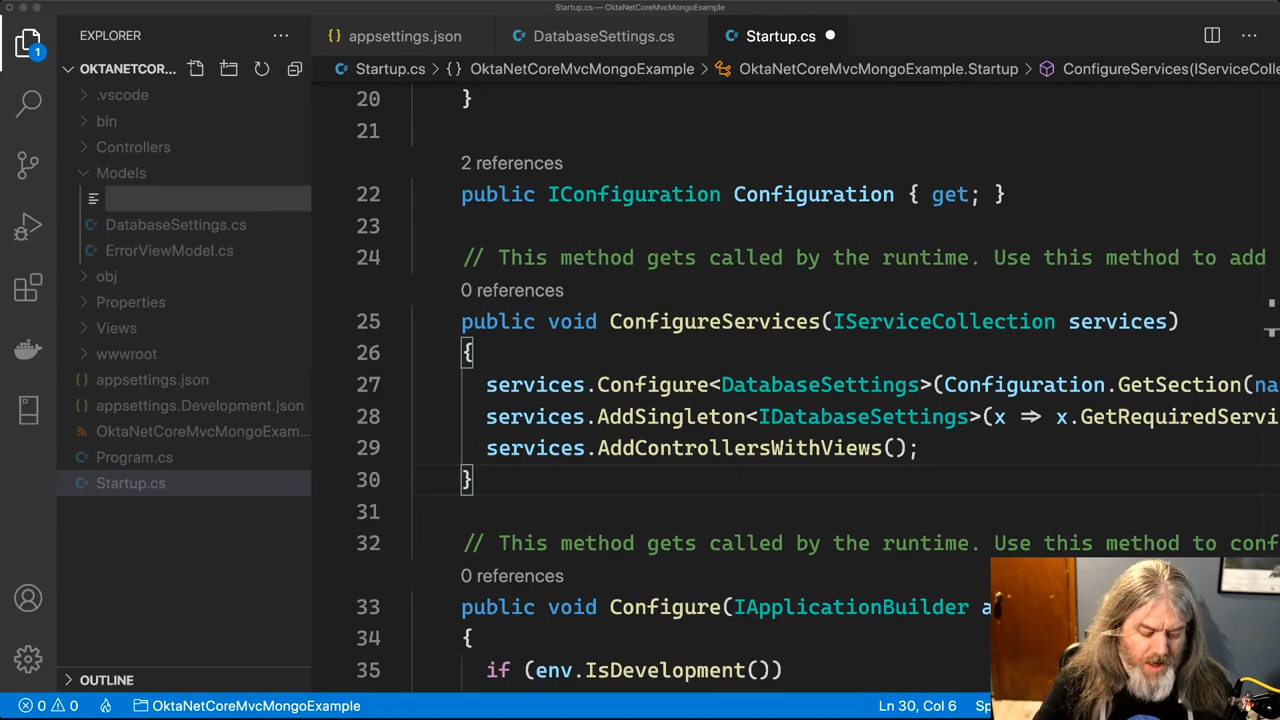 Startup.cs — OktaNetCoreMvcMongoExample
EXPLORER
appsettings.json
DatabaseSettings.cs
Startup.cs
1
OKTANETCOR...
Startup.cs
OktaNetCoreMvcMongoExample
OktaNetCoreMvcMongoExample.Startup
ConfigureServices(IServiceColle
.vscode
bin
Controllers
Models
DatabaseSettings.cs
ErrorViewModel.cs
obj
Properties
Views
wwwroot
appsettings.json
appsettings.Development.json
OktaNetCoreMvcMongoExam...
Program.cs
Startup.cs
OUTLINE
20 }
21
2 references
22 public IConfiguration Configuration { get; }
23
24 // This method gets called by the runtime. Use this method to add
0 references
25 public void ConfigureServices(IServiceCollection services)
26 {
27 services.Configure<DatabaseSettings>(Configuration.GetSection(na
28 services.AddSingleton<IDatabaseSettings>(x => x.GetRequiredServi
29 services.AddControllersWithViews();
30 }
31
32 // This method gets called by the runtime. Use this method to conf
0 references
33 public void Configure(IApplicationBuilder a
34 {
35 if (env.IsDevelopment())
0 0 OktaNetCoreMvcMongoExample Ln 30, Col 6 Sp